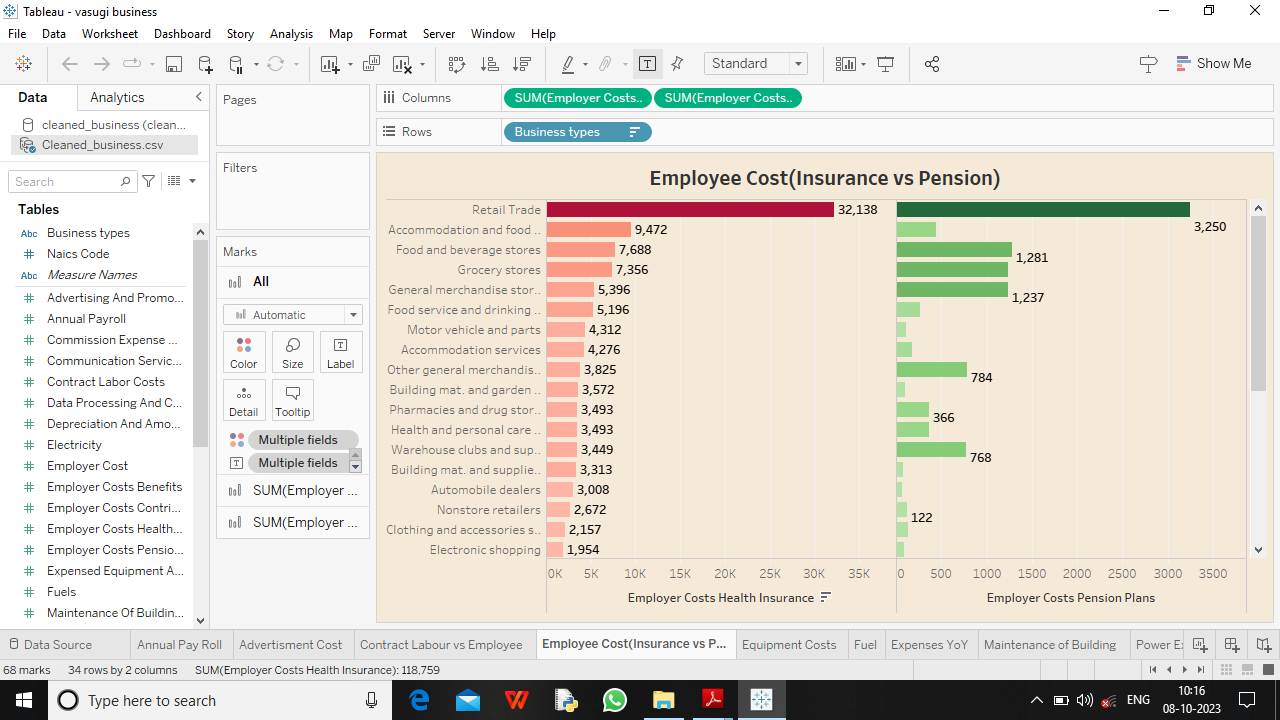 Tableau - vasugi business
File Data Worksheet Dashboard Story Analysis Map Format Server Window Help
Standard
Show Me
Data Analytics
cleaned_business (clean...
Cleaned_business.csv
Search
Tables
Abc Business types
# Naics Code
Abc Measure Names
# Advertising And Promo...
# Annual Payroll
# Commission Expense ...
# Communication Servic...
# Contract Labor Costs
# Data Processing And C...
# Depreciation And Amo...
# Electricity
# Employer Cost
# Employer Costs Benefits
# Employer Costs Contri...
# Employer Costs Health...
# Employer Costs Pensio...
# Expensed Equipment A...
# Fuels
# Maintenance Of Buildin...
Pages
Filters
Marks
All
Automatic
Color Size Label
Detail Tooltip
Multiple fields
Multiple fields
SUM(Employer ...
SUM(Employer ...
Columns SUM(Employer Costs.. SUM(Employer Costs..
Rows Business types
Employee Cost(Insurance vs Pension)
Retail Trade 32,138 3,250
Accommodation and food .. 9,472
Food and beverage stores 7,688 1,281
Grocery stores 7,356
General merchandise stor.. 5,396 1,237
Food service and drinking .. 5,196
Motor vehicle and parts 4,312
Accommodation services 4,276
Other general merchandis.. 3,825 784
Building mat. and garden .. 3,572
Pharmacies and drug stor.. 3,493 366
Health and personal care .. 3,493
Warehouse clubs and sup.. 3,449 768
Building mat. and supplie.. 3,313
Automobile dealers 3,008
Nonstore retailers 2,672 122
Clothing and accessories s.. 2,157
Electronic shopping 1,954
0K 5K 10K 15K 20K 25K 30K 35K 0 500 1000 1500 2000 2500 3000 3500
Employer Costs Health Insurance Employer Costs Pension Plans
Data Source Annual Pay Roll Advertisment Cost Contract Labour vs Employee Employee Cost(Insurance vs P... Equipment Costs Fuel Expenses YoY Maintenance of Building Power E
68 marks 34 rows by 2 columns SUM(Employer Costs Health Insurance): 118,759
Type here to search
ENG
10:16
08-10-2023